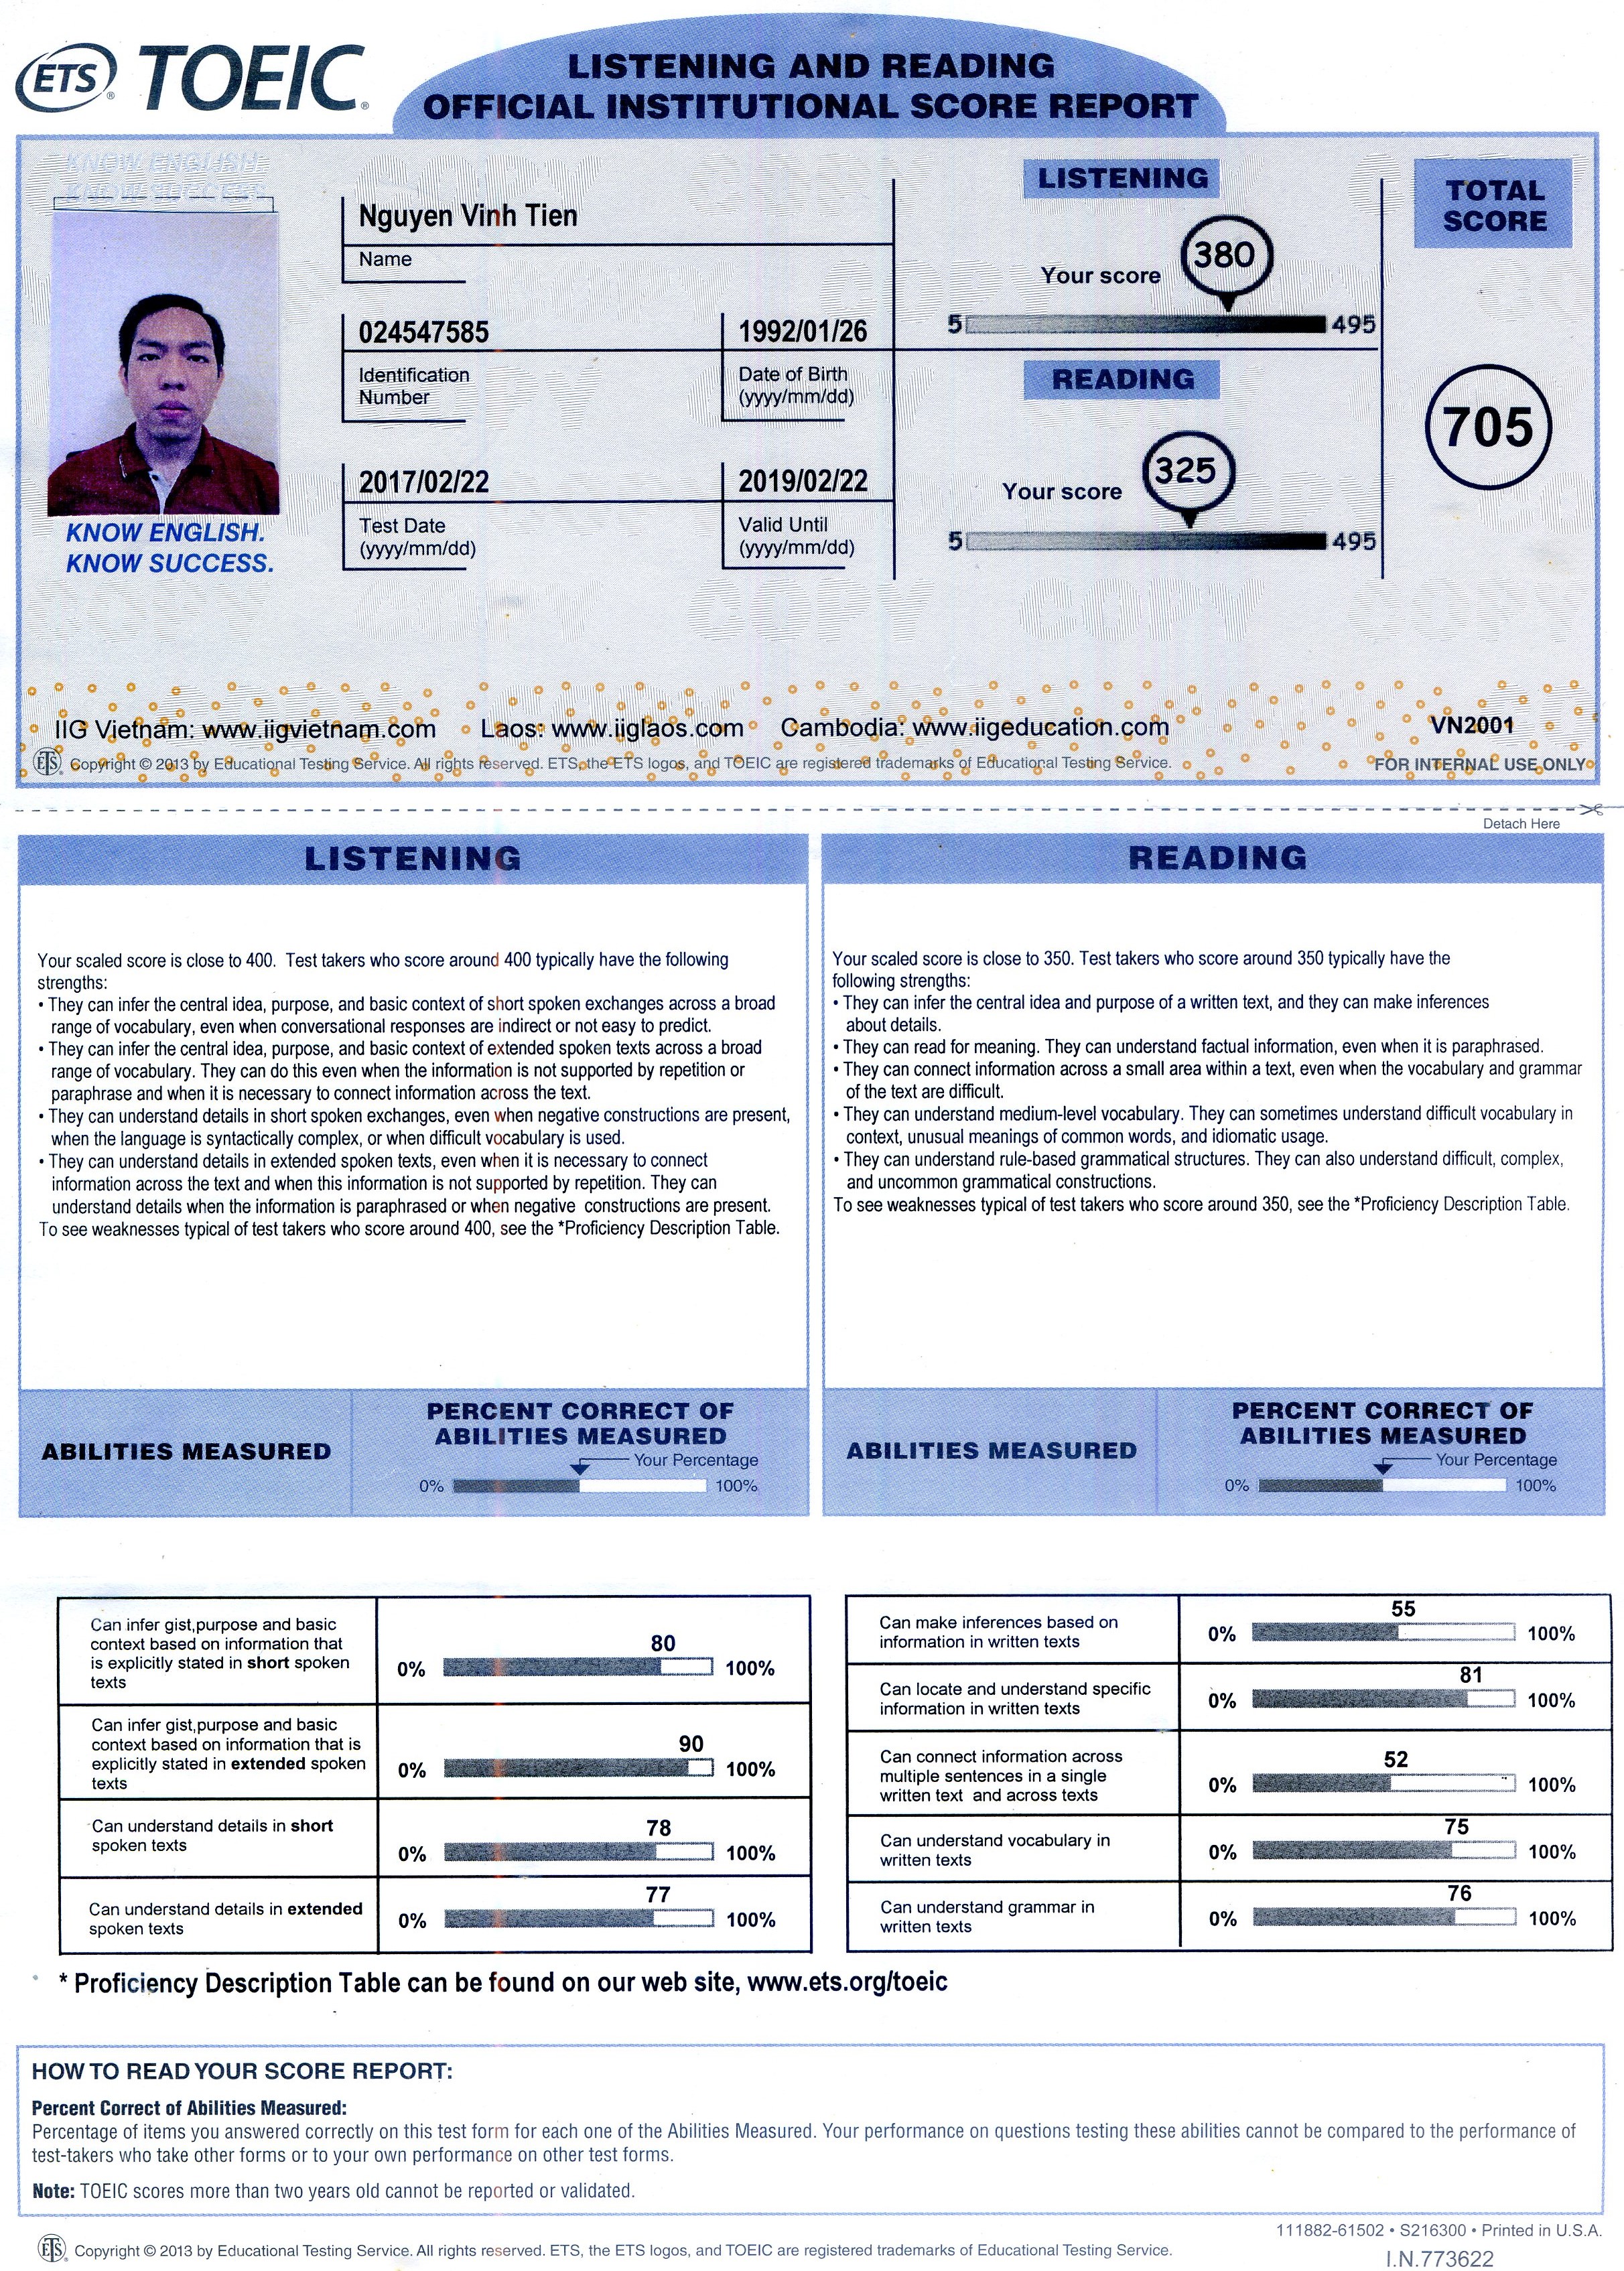 ETS® TOEIC®
LISTENING AND READING
OFFICIAL INSTITUTIONAL SCORE REPORT
KNOW ENGLISH.
KNOW SUCCESS.
Nguyen Vinh Tien
Name
024547585
Identification
Number
1992/01/26
Date of Birth
(yyyy/mm/dd)
2017/02/22
Test Date
(yyyy/mm/dd)
2019/02/22
Valid Until
(yyyy/mm/dd)
KNOW ENGLISH.
KNOW SUCCESS.
LISTENING
Your score 380
5 495
READING
Your score 325
5 495
TOTAL
SCORE
705
COPY COPY COPY COPY COPY
IIG Vietnam: www.iigvietnam.com Laos: www.iiglaos.com Cambodia: www.iigeducation.com VN2001
ETS® Copyright © 2013 by Educational Testing Service. All rights reserved. ETS, the ETS logos, and TOEIC are registered trademarks of Educational Testing Service. FOR INTERNAL USE ONLY
Detach Here
LISTENING
Your scaled score is close to 400. Test takers who score around 400 typically have the following
strengths:
• They can infer the central idea, purpose, and basic context of short spoken exchanges across a broad
range of vocabulary, even when conversational responses are indirect or not easy to predict.
• They can infer the central idea, purpose, and basic context of extended spoken texts across a broad
range of vocabulary. They can do this even when the information is not supported by repetition or
paraphrase and when it is necessary to connect information across the text.
• They can understand details in short spoken exchanges, even when negative constructions are present,
when the language is syntactically complex, or when difficult vocabulary is used.
• They can understand details in extended spoken texts, even when it is necessary to connect
information across the text and when this information is not supported by repetition. They can
understand details when the information is paraphrased or when negative constructions are present.
To see weaknesses typical of test takers who score around 400, see the *Proficiency Description Table.
READING
Your scaled score is close to 350. Test takers who score around 350 typically have the
following strengths:
• They can infer the central idea and purpose of a written text, and they can make inferences
about details.
• They can read for meaning. They can understand factual information, even when it is paraphrased.
• They can connect information across a small area within a text, even when the vocabulary and grammar
of the text are difficult.
• They can understand medium-level vocabulary. They can sometimes understand difficult vocabulary in
context, unusual meanings of common words, and idiomatic usage.
• They can understand rule-based grammatical structures. They can also understand difficult, complex,
and uncommon grammatical constructions.
To see weaknesses typical of test takers who score around 350, see the *Proficiency Description Table.
ABILITIES MEASURED
PERCENT CORRECT OF
ABILITIES MEASURED
Your Percentage
0% 100%
ABILITIES MEASURED
PERCENT CORRECT OF
ABILITIES MEASURED
Your Percentage
0% 100%
Can infer gist,purpose and basic
context based on information that
is explicitly stated in short spoken
texts
80
0% 100%
Can infer gist,purpose and basic
context based on information that is
explicitly stated in extended spoken
texts
90
0% 100%
Can understand details in short
spoken texts
78
0% 100%
Can understand details in extended
spoken texts
77
0% 100%
Can make inferences based on
information in written texts
55
0% 100%
Can locate and understand specific
information in written texts
81
0% 100%
Can connect information across
multiple sentences in a single
written text and across texts
52
0% 100%
Can understand vocabulary in
written texts
75
0% 100%
Can understand grammar in
written texts
76
0% 100%
* Proficiency Description Table can be found on our web site, www.ets.org/toeic
HOW TO READ YOUR SCORE REPORT:
Percent Correct of Abilities Measured:
Percentage of items you answered correctly on this test form for each one of the Abilities Measured. Your performance on questions testing these abilities cannot be compared to the performance of
test-takers who take other forms or to your own performance on other test forms.
Note: TOEIC scores more than two years old cannot be reported or validated.
111882-61502 • S216300 • Printed in U.S.A.
ETS® Copyright © 2013 by Educational Testing Service. All rights reserved. ETS, the ETS logos, and TOEIC are registered trademarks of Educational Testing Service.
I.N.773622